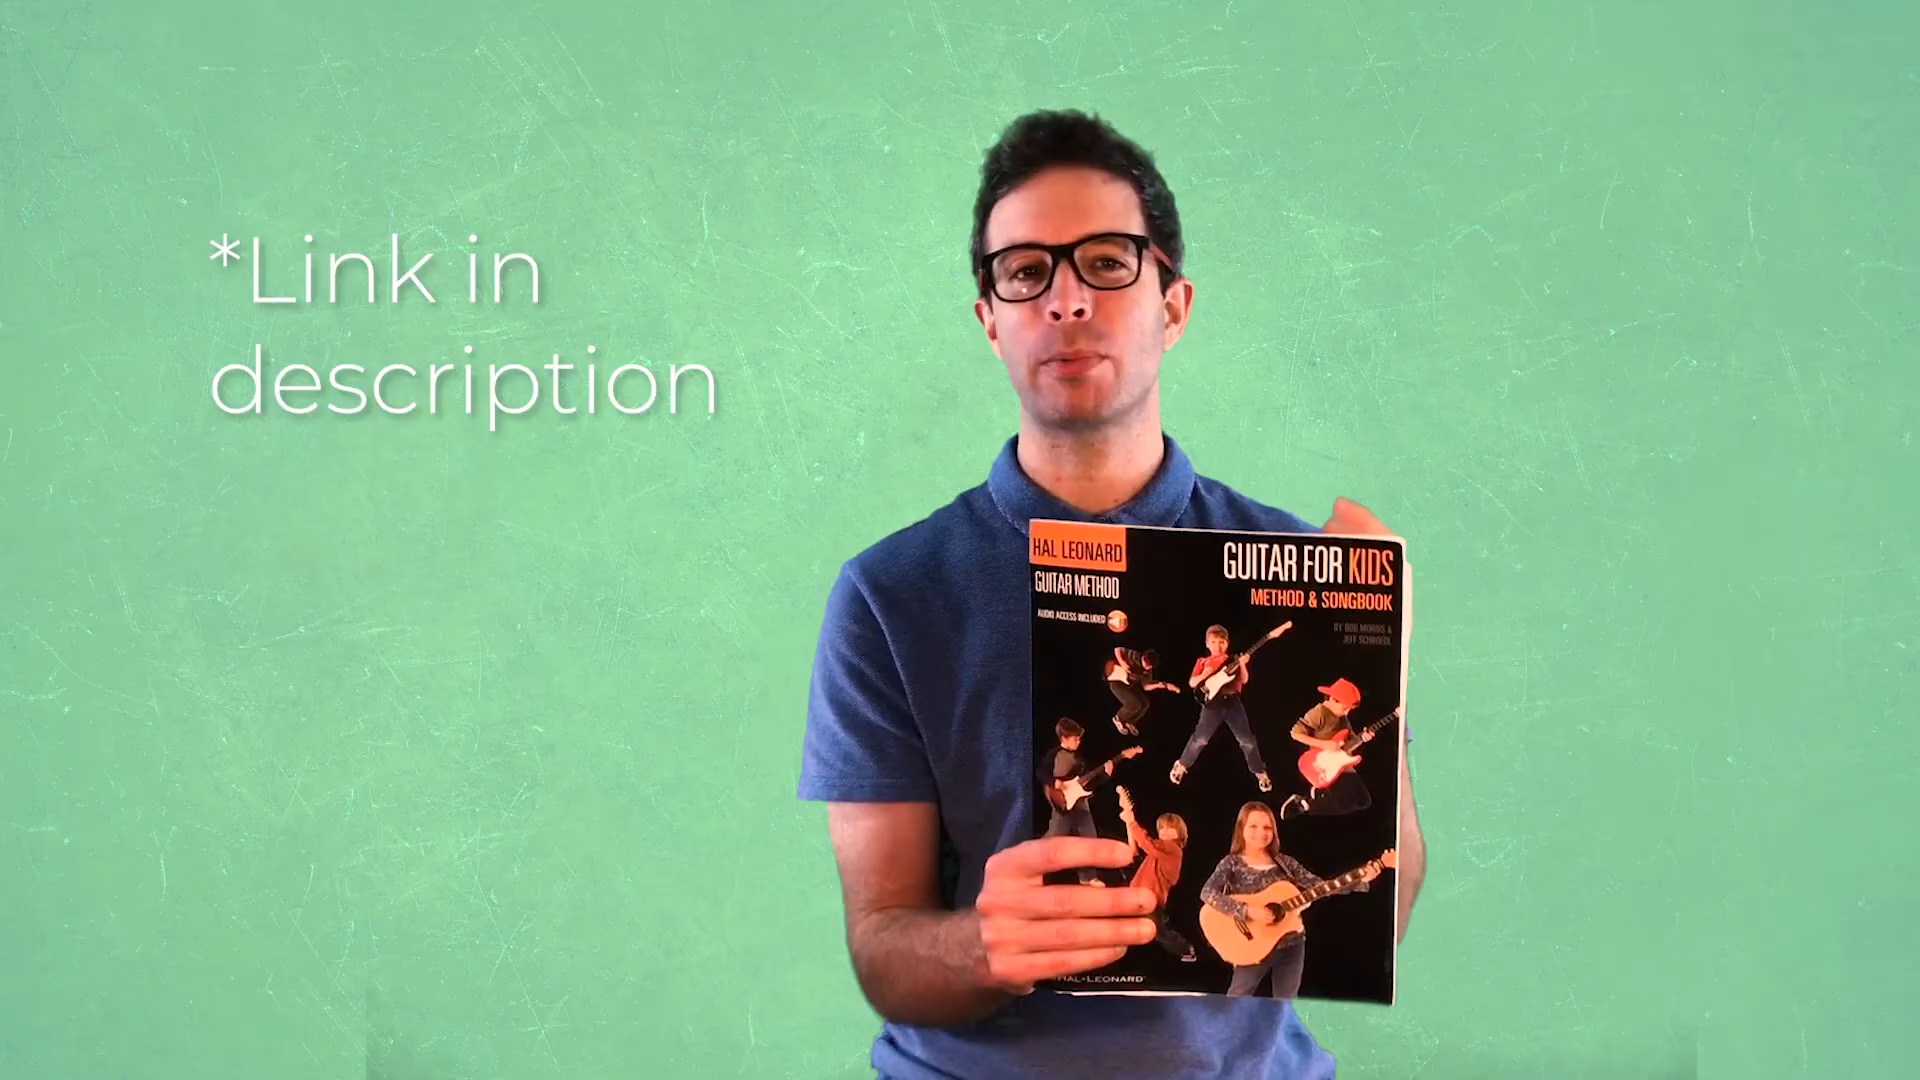 *Link in
description
HAL LEONARD
GUITAR METHOD
AUDIO ACCESS INCLUDED
GUITAR FOR KIDS
METHOD & SONGBOOK
BY BOB MORRIS &
JEFF SCHROEDL
HAL•LEONARD